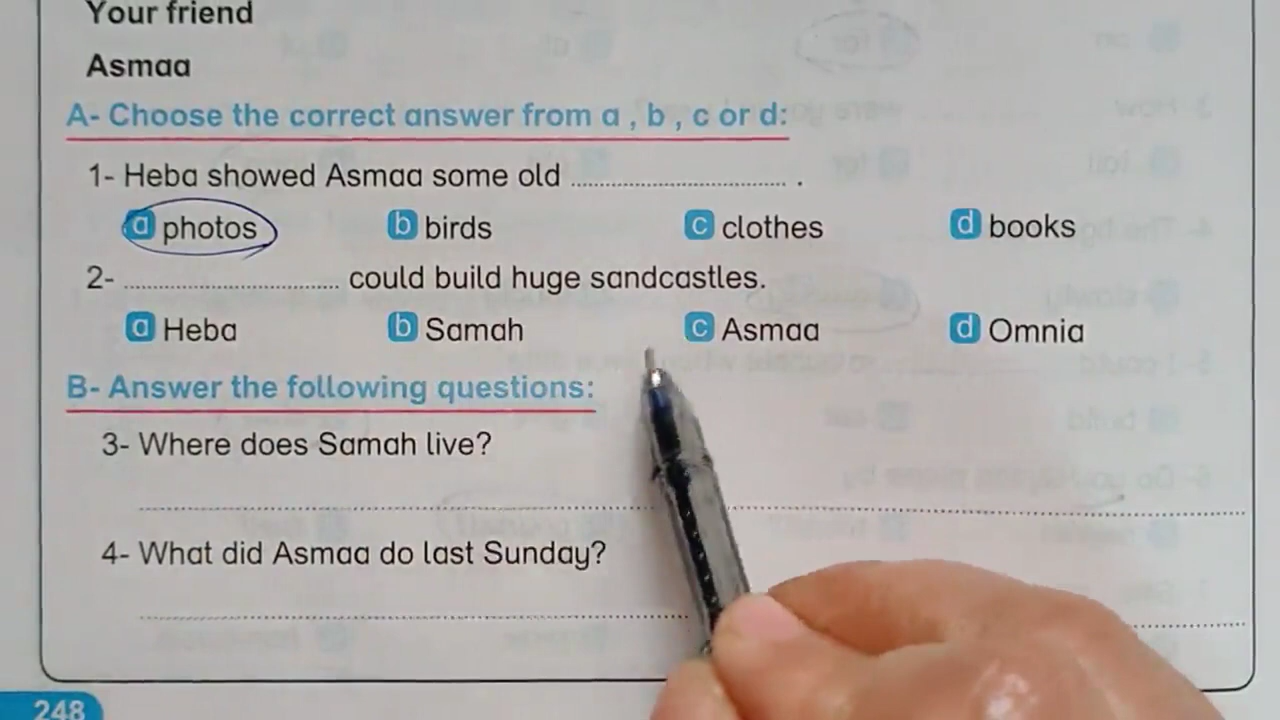 Your friend
Asmaa
A- Choose the correct answer from a , b , c or d:
1- Heba showed Asmaa some old .................................. .
a photos b birds c clothes d books
2- .................................. could build huge sandcastles.
a Heba b Samah c Asmaa d Omnia
B- Answer the following questions:
3- Where does Samah live?
4- What did Asmaa do last Sunday?
248